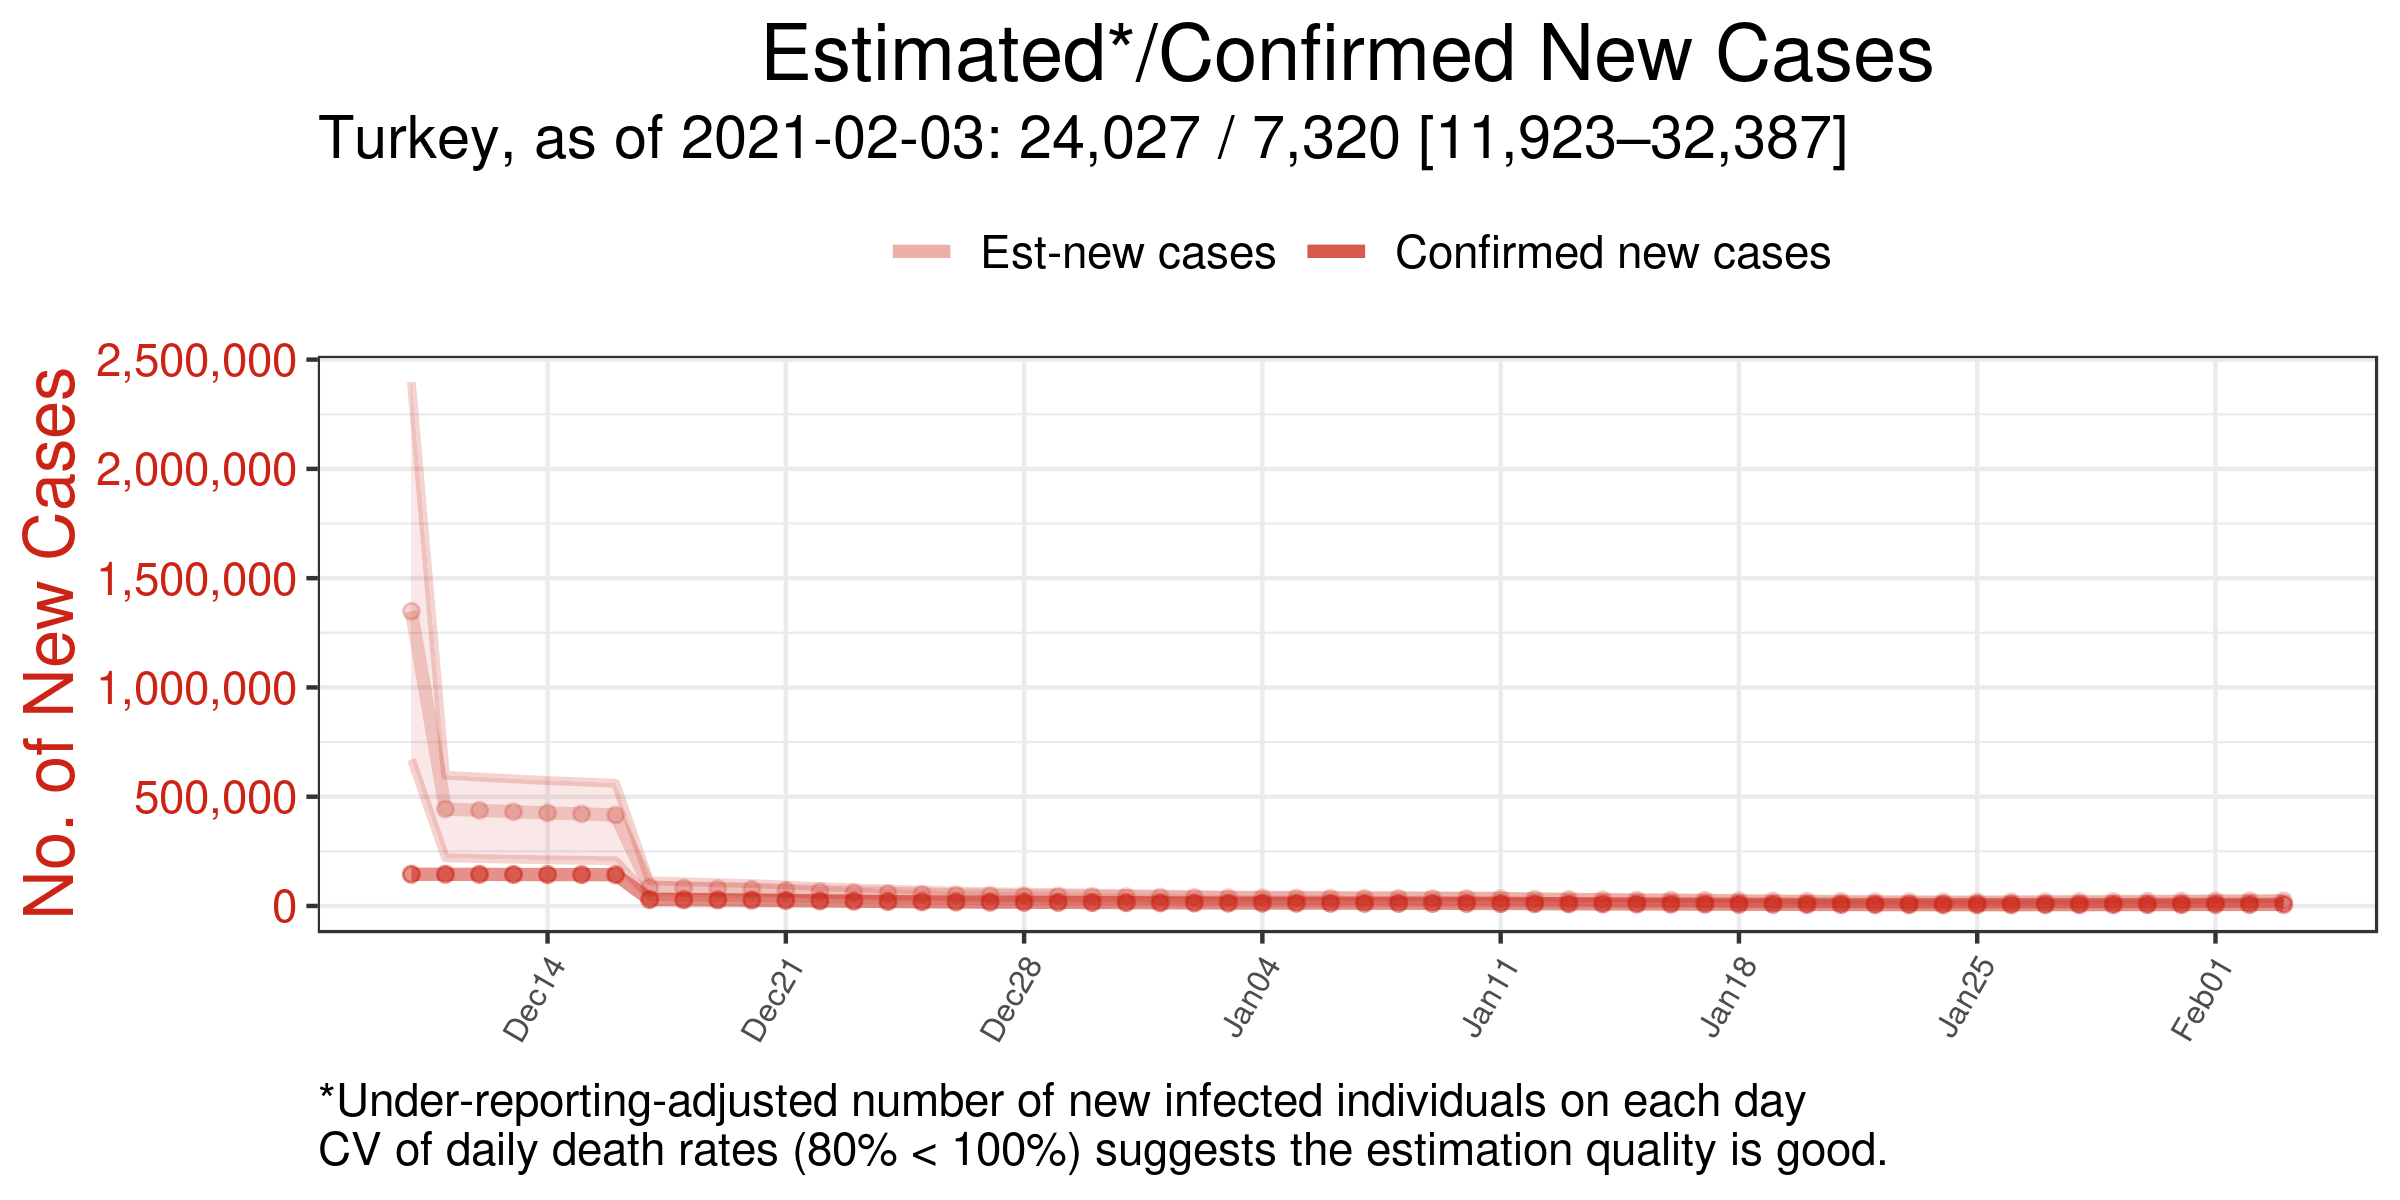 Estimated*/Confirmed New Cases
Turkey, as of 2021-02-03: 24,027 / 7,320 [11,923–32,387]
Est-new cases
Confirmed new cases
No. of New Cases
2,500,000
2,000,000
1,500,000
1,000,000
500,000
0
Dec14
Dec21
Dec28
Jan04
Jan11
Jan18
Jan25
Feb01
*Under-reporting-adjusted number of new infected individuals on each day
CV of daily death rates (80% < 100%) suggests the estimation quality is good.